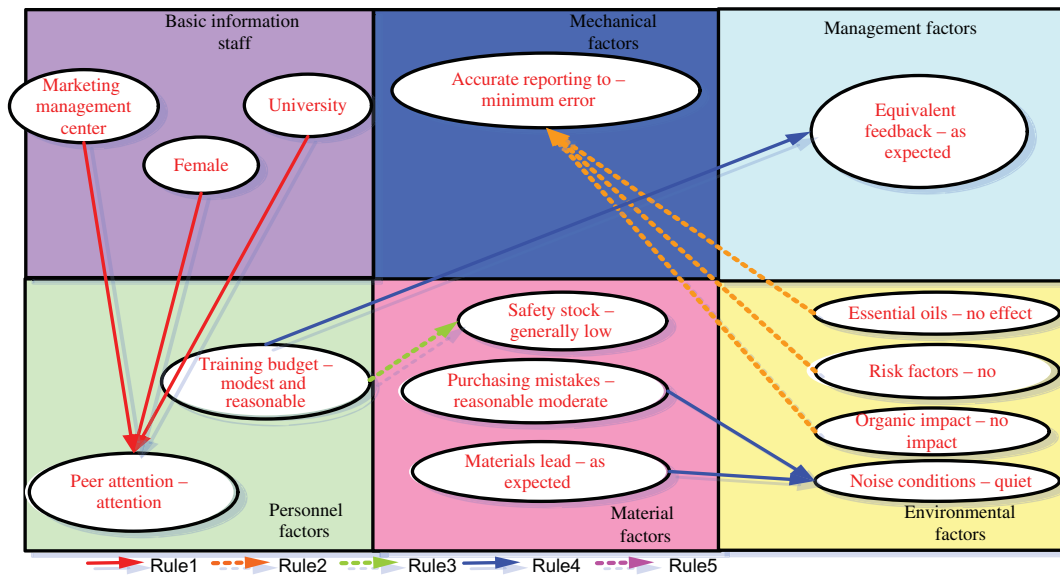 Basic information
staff
Marketing
management
center
University
Female
Mechanical
factors
Accurate reporting to –
minimum error
Management factors
Equivalent
feedback – as
expected
Training budget –
modest and
reasonable
Peer attention –
attention
Personnel
factors
Safety stock –
generally low
Purchasing mistakes –
reasonable moderate
Materials lead – as
expected
Material
factors
Essential oils – no effect
Risk factors – no
Organic impact – no
impact
Noise conditions – quiet
Environmental
factors
Rule1 Rule2 Rule3 Rule4 Rule5